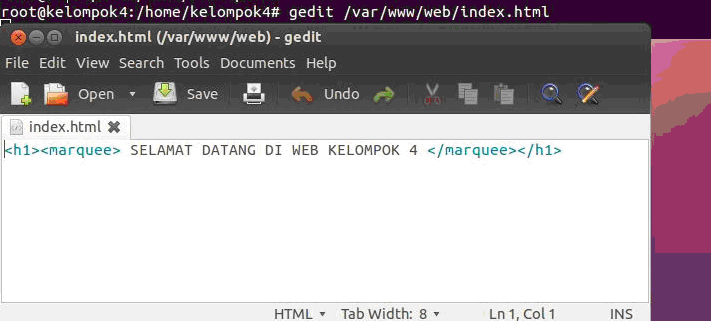 root@kelompok4:/home/kelompok4# gedit /var/www/web/index.html
index.html (/var/www/web) - gedit
File Edit View Search Tools Documents Help
Open Save Undo
index.html
<h1><marquee> SELAMAT DATANG DI WEB KELOMPOK 4 </marquee></h1>
HTML Tab Width: 8 Ln 1, Col 1 INS